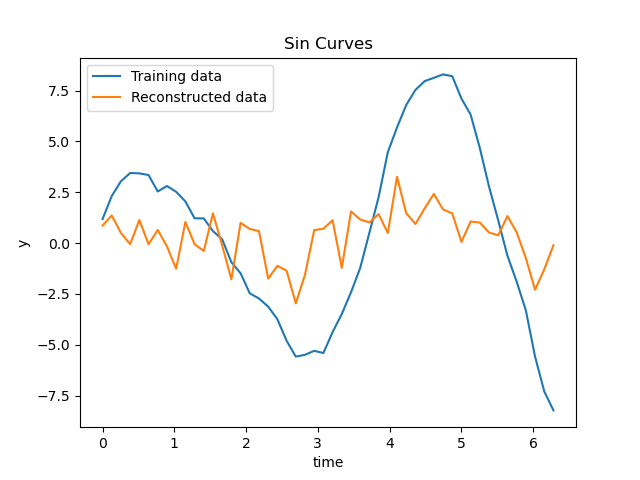 Sin Curves
Training data
Reconstructed data
7.5
5.0
2.5
0.0
−2.5
−5.0
−7.5
y
0 1 2 3 4 5 6
time